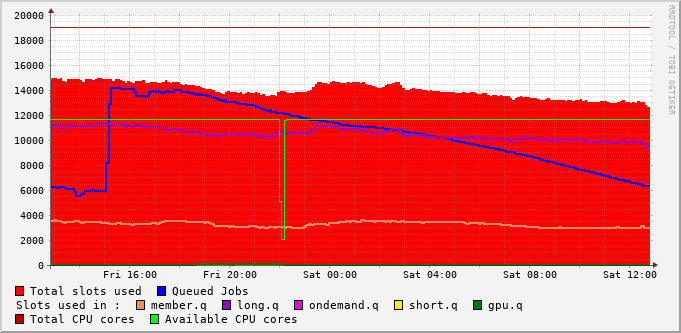 20000
18000
16000
14000
12000
10000
8000
6000
4000
2000
0
Fri 16:00 Fri 20:00 Sat 00:00 Sat 04:00 Sat 08:00 Sat 12:00
RRDTOOL / TOBI OETIKER
Total slots used Queued Jobs
Slots used in : member.q long.q ondemand.q short.q gpu.q
Total CPU cores Available CPU cores